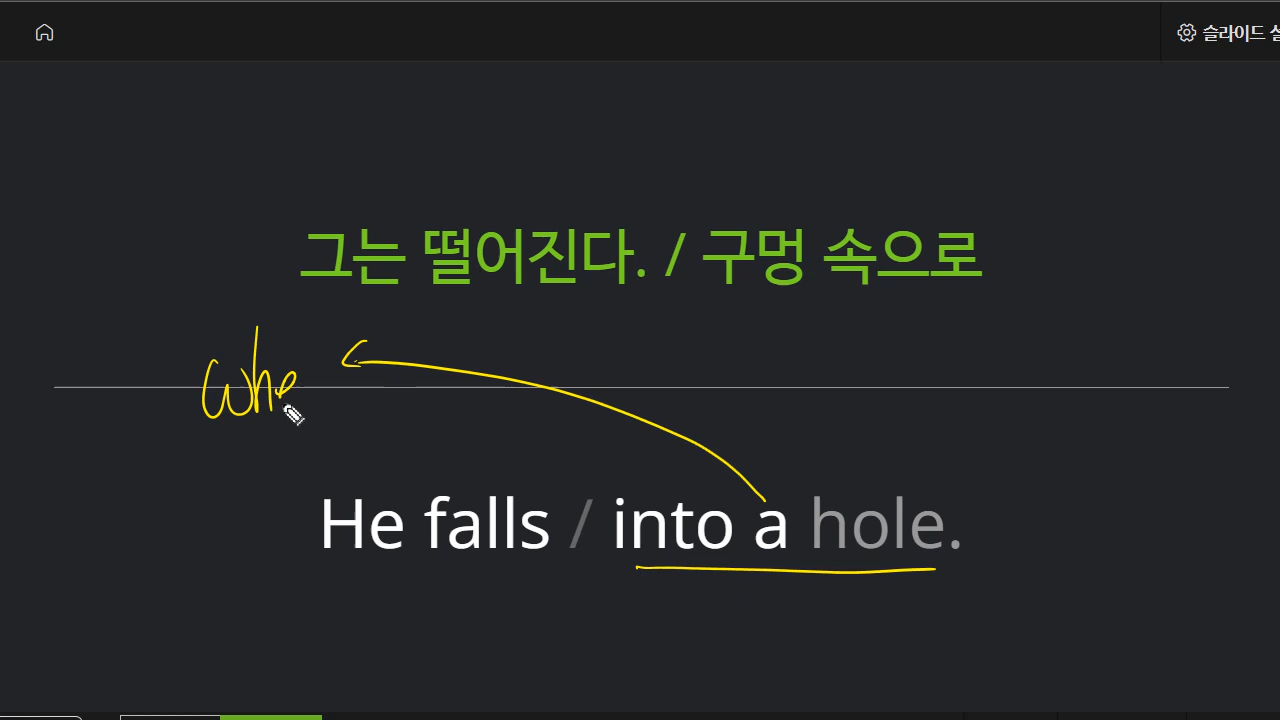 슬라이드
그는 떨어진다. / 구멍 속으로
whe
He falls / into a hole.